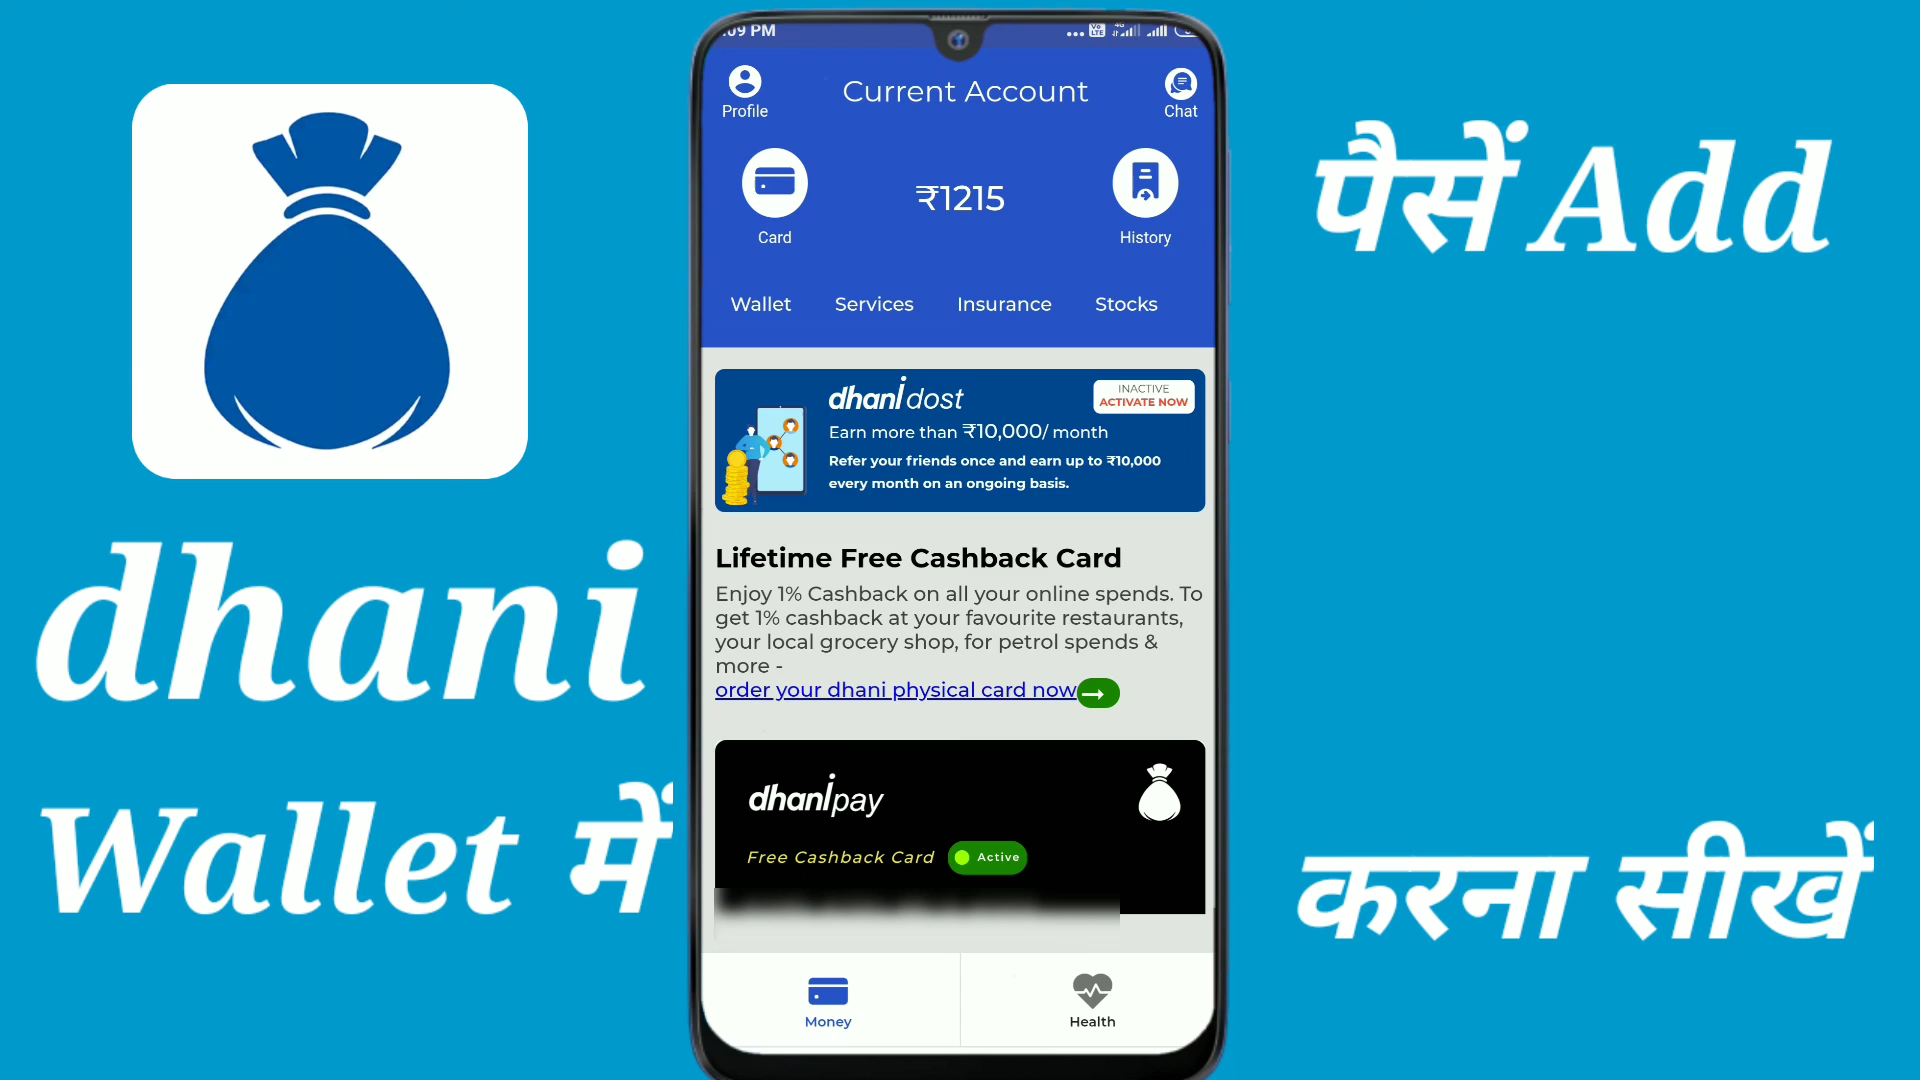 dhani
Wallet में
पैसें Add
करना सीखें
:09 PM
Profile
Current Account
Chat
Card
₹1215
History
Wallet Services Insurance Stocks
dhani dost
INACTIVE
ACTIVATE NOW
Earn more than ₹10,000/ month
Refer your friends once and earn up to ₹10,000
every month on an ongoing basis.
Lifetime Free Cashback Card
Enjoy 1% Cashback on all your online spends. To
get 1% cashback at your favourite restaurants,
your local grocery shop, for petrol spends &
more -
order your dhani physical card now
dhani pay
Free Cashback Card Active
Money
Health